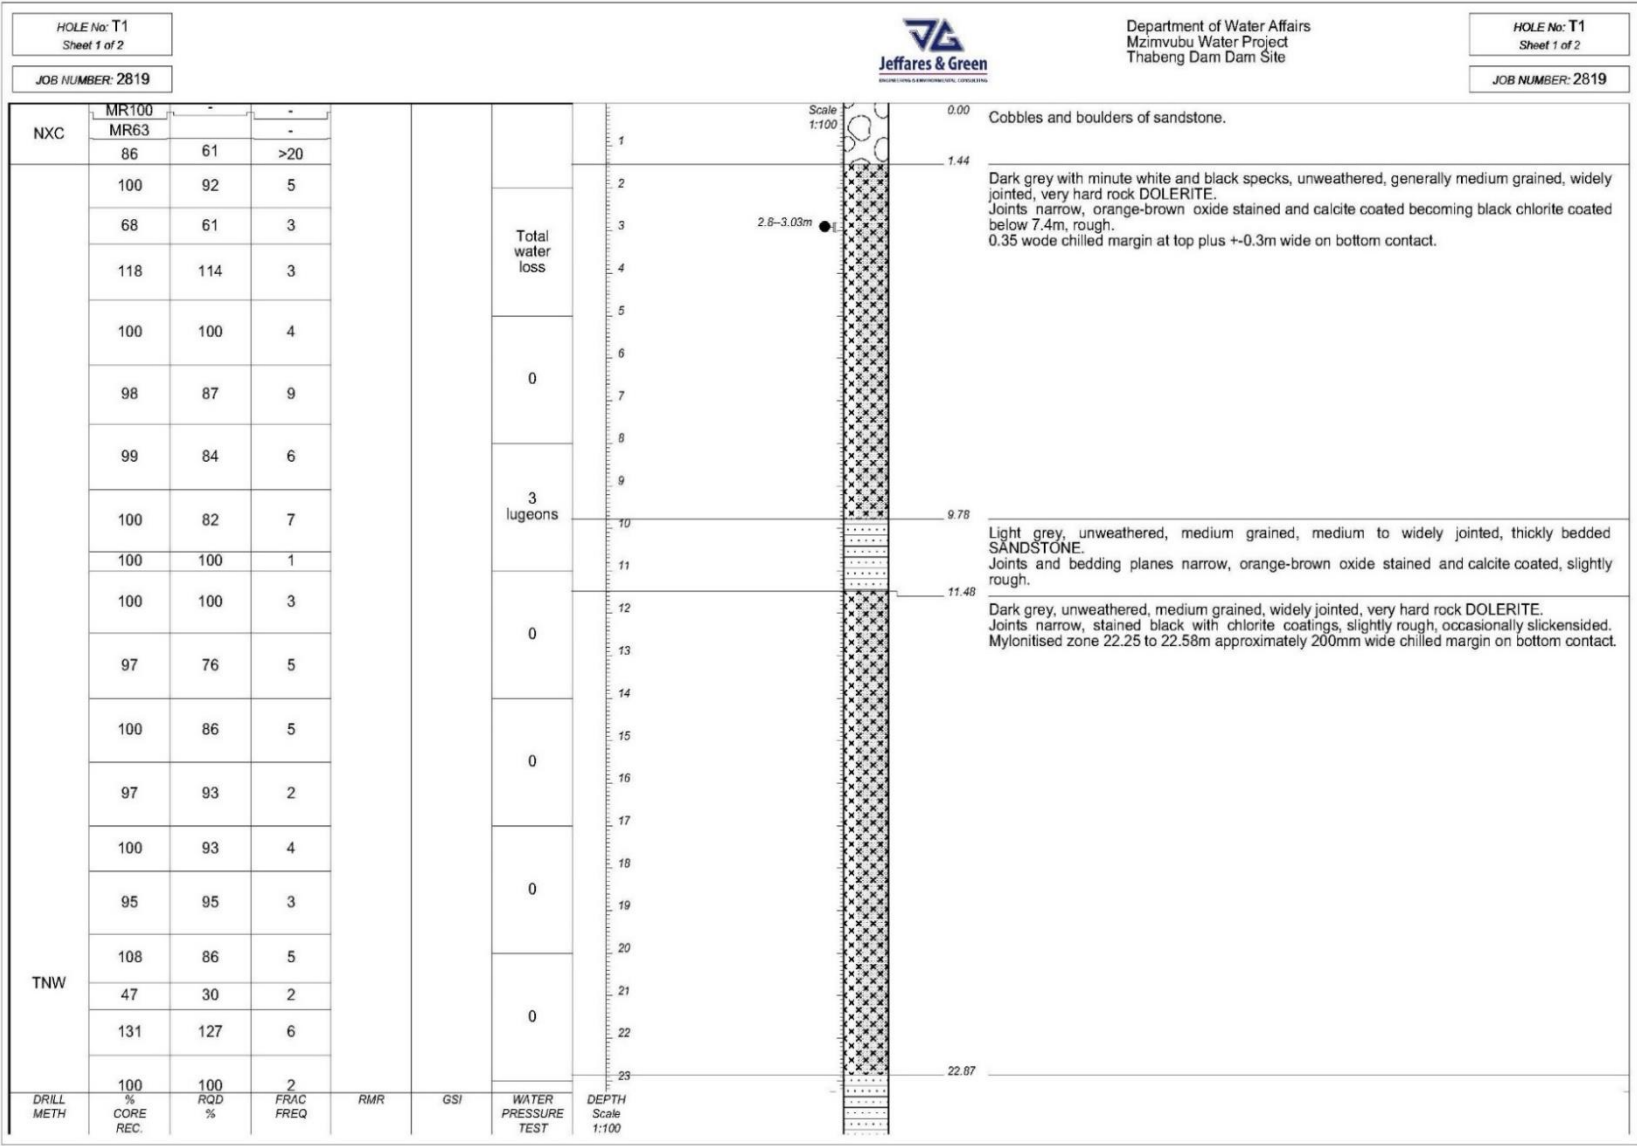 HOLE No: T1
Sheet 1 of 2
JOB NUMBER: 2819
JG
Jeffares & Green
ENGINEERING & ENVIRONMENTAL CONSULTING
Department of Water Affairs
Mzimvubu Water Project
Thabeng Dam Dam Site
HOLE No: T1
Sheet 1 of 2
JOB NUMBER: 2819
NXC
MR100 - -
MR63 -
86 61 >20
100 92 5
68 61 3
118 114 3
100 100 4
98 87 9
99 84 6
100 82 7
100 100 1
100 100 3
97 76 5
100 86 5
97 93 2
100 93 4
95 95 3
108 86 5
TNW
47 30 2
131 127 6
100 100 2
Total
water
loss
0
3
lugeons
0
0
0
0
1
2
3
4
5
6
7
8
9
10
11
12
13
14
15
16
17
18
19
20
21
22
23
2.6--3.03m
Scale
1:100
0.00
Cobbles and boulders of sandstone.
1.44
Dark grey with minute white and black specks, unweathered, generally medium grained, widely
jointed, very hard rock DOLERITE.
Joints narrow, orange-brown oxide stained and calcite coated becoming black chlorite coated
below 7.4m, rough.
0.35 wode chilled margin at top plus +-0.3m wide on bottom contact.
9.78
Light grey, unweathered, medium grained, medium to widely jointed, thickly bedded
SANDSTONE.
Joints and bedding planes narrow, orange-brown oxide stained and calcite coated, slightly
rough.
11.48
Dark grey, unweathered, medium grained, widely jointed, very hard rock DOLERITE.
Joints narrow, stained black with chlorite coatings, slightly rough, occasionally slickensided.
Mylonitised zone 22.25 to 22.58m approximately 200mm wide chilled margin on bottom contact.
22.87
DRILL
METH
%
CORE
REC.
RQD
%
FRAC
FREQ
RMR
GSI
WATER
PRESSURE
TEST
DEPTH
Scale
1:100